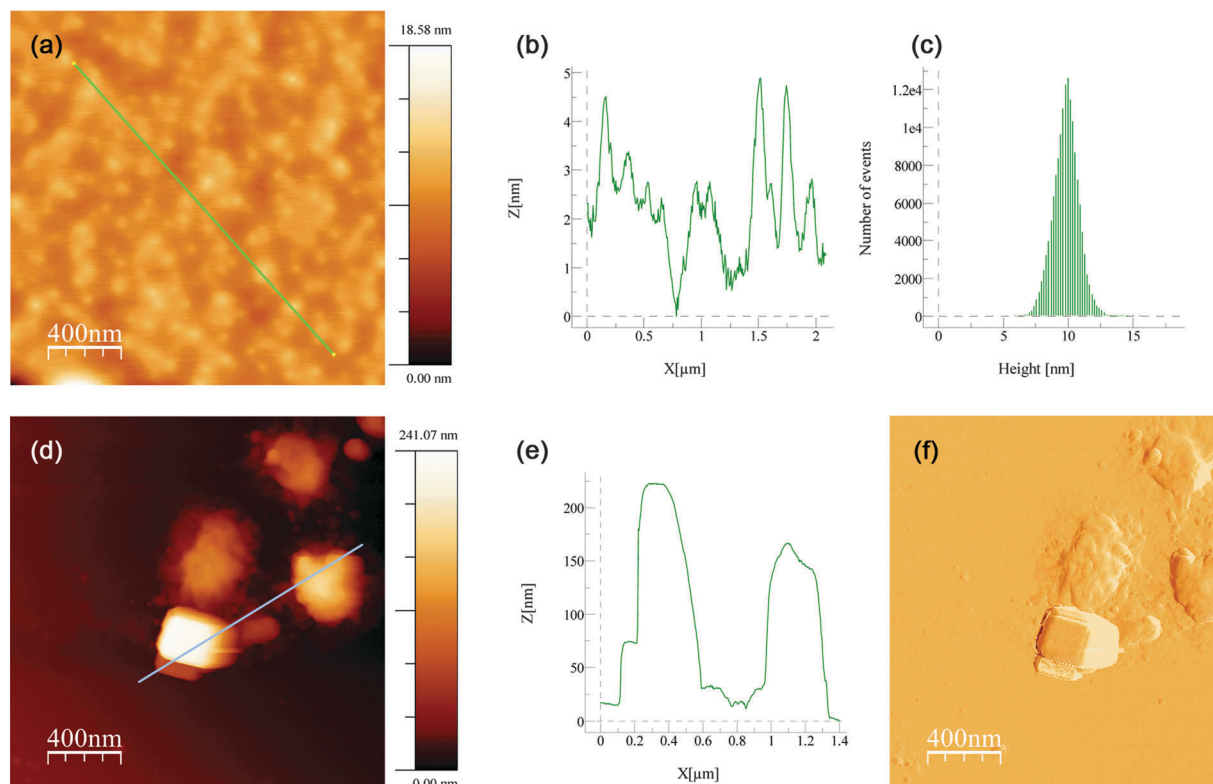 (a)
18.58 nm
0.00 nm
400nm
(b)
5
4
3
2
1
0
Z[nm]
0
0.5
1
1.5
2
X[µm]
(c)
1.2e4
1e4
8000
6000
4000
2000
0
Number of events
0
5
10
15
Height [nm]
(d)
241.07 nm
0.00 nm
400nm
(e)
200
150
100
50
0
Z[nm]
0
0.2
0.4
0.6
0.8
1
1.2
1.4
X[µm]
(f)
400nm